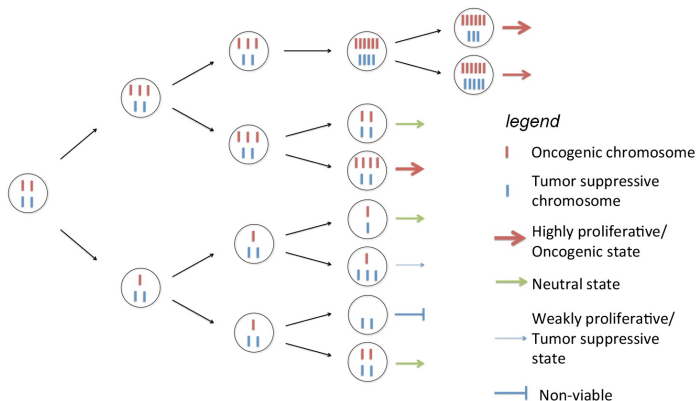 legend
Oncogenic chromosome
Tumor suppressive
chromosome
Highly proliferative/
Oncogenic state
Neutral state
Weakly proliferative/
Tumor suppressive
state
Non-viable